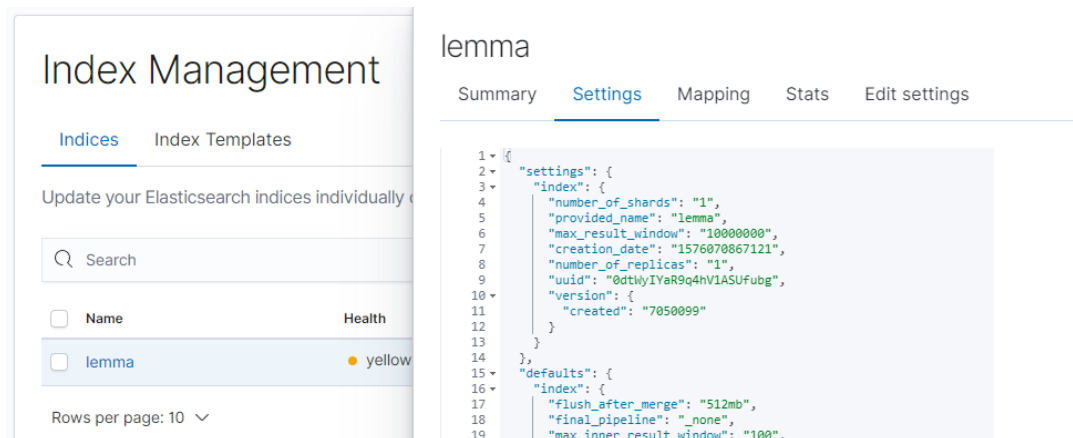 Index Management
Indices Index Templates
Update your Elasticsearch indices individually
Search
Name Health
lemma yellow
Rows per page: 10
lemma
Summary Settings Mapping Stats Edit settings
1 {
2 "settings": {
3 "index": {
4 "number_of_shards": "1",
5 "provided_name": "lemma",
6 "max_result_window": "10000000",
7 "creation_date": "1576070867121",
8 "number_of_replicas": "1",
9 "uuid": "0dtWyIYaR9q4hV1ASUfubg",
10 "version": {
11 "created": "7050099"
12 }
13 }
14 },
15 "defaults": {
16 "index": {
17 "flush_after_merge": "512mb",
18 "final_pipeline": "_none",
19 "max_inner_result_window": "100",